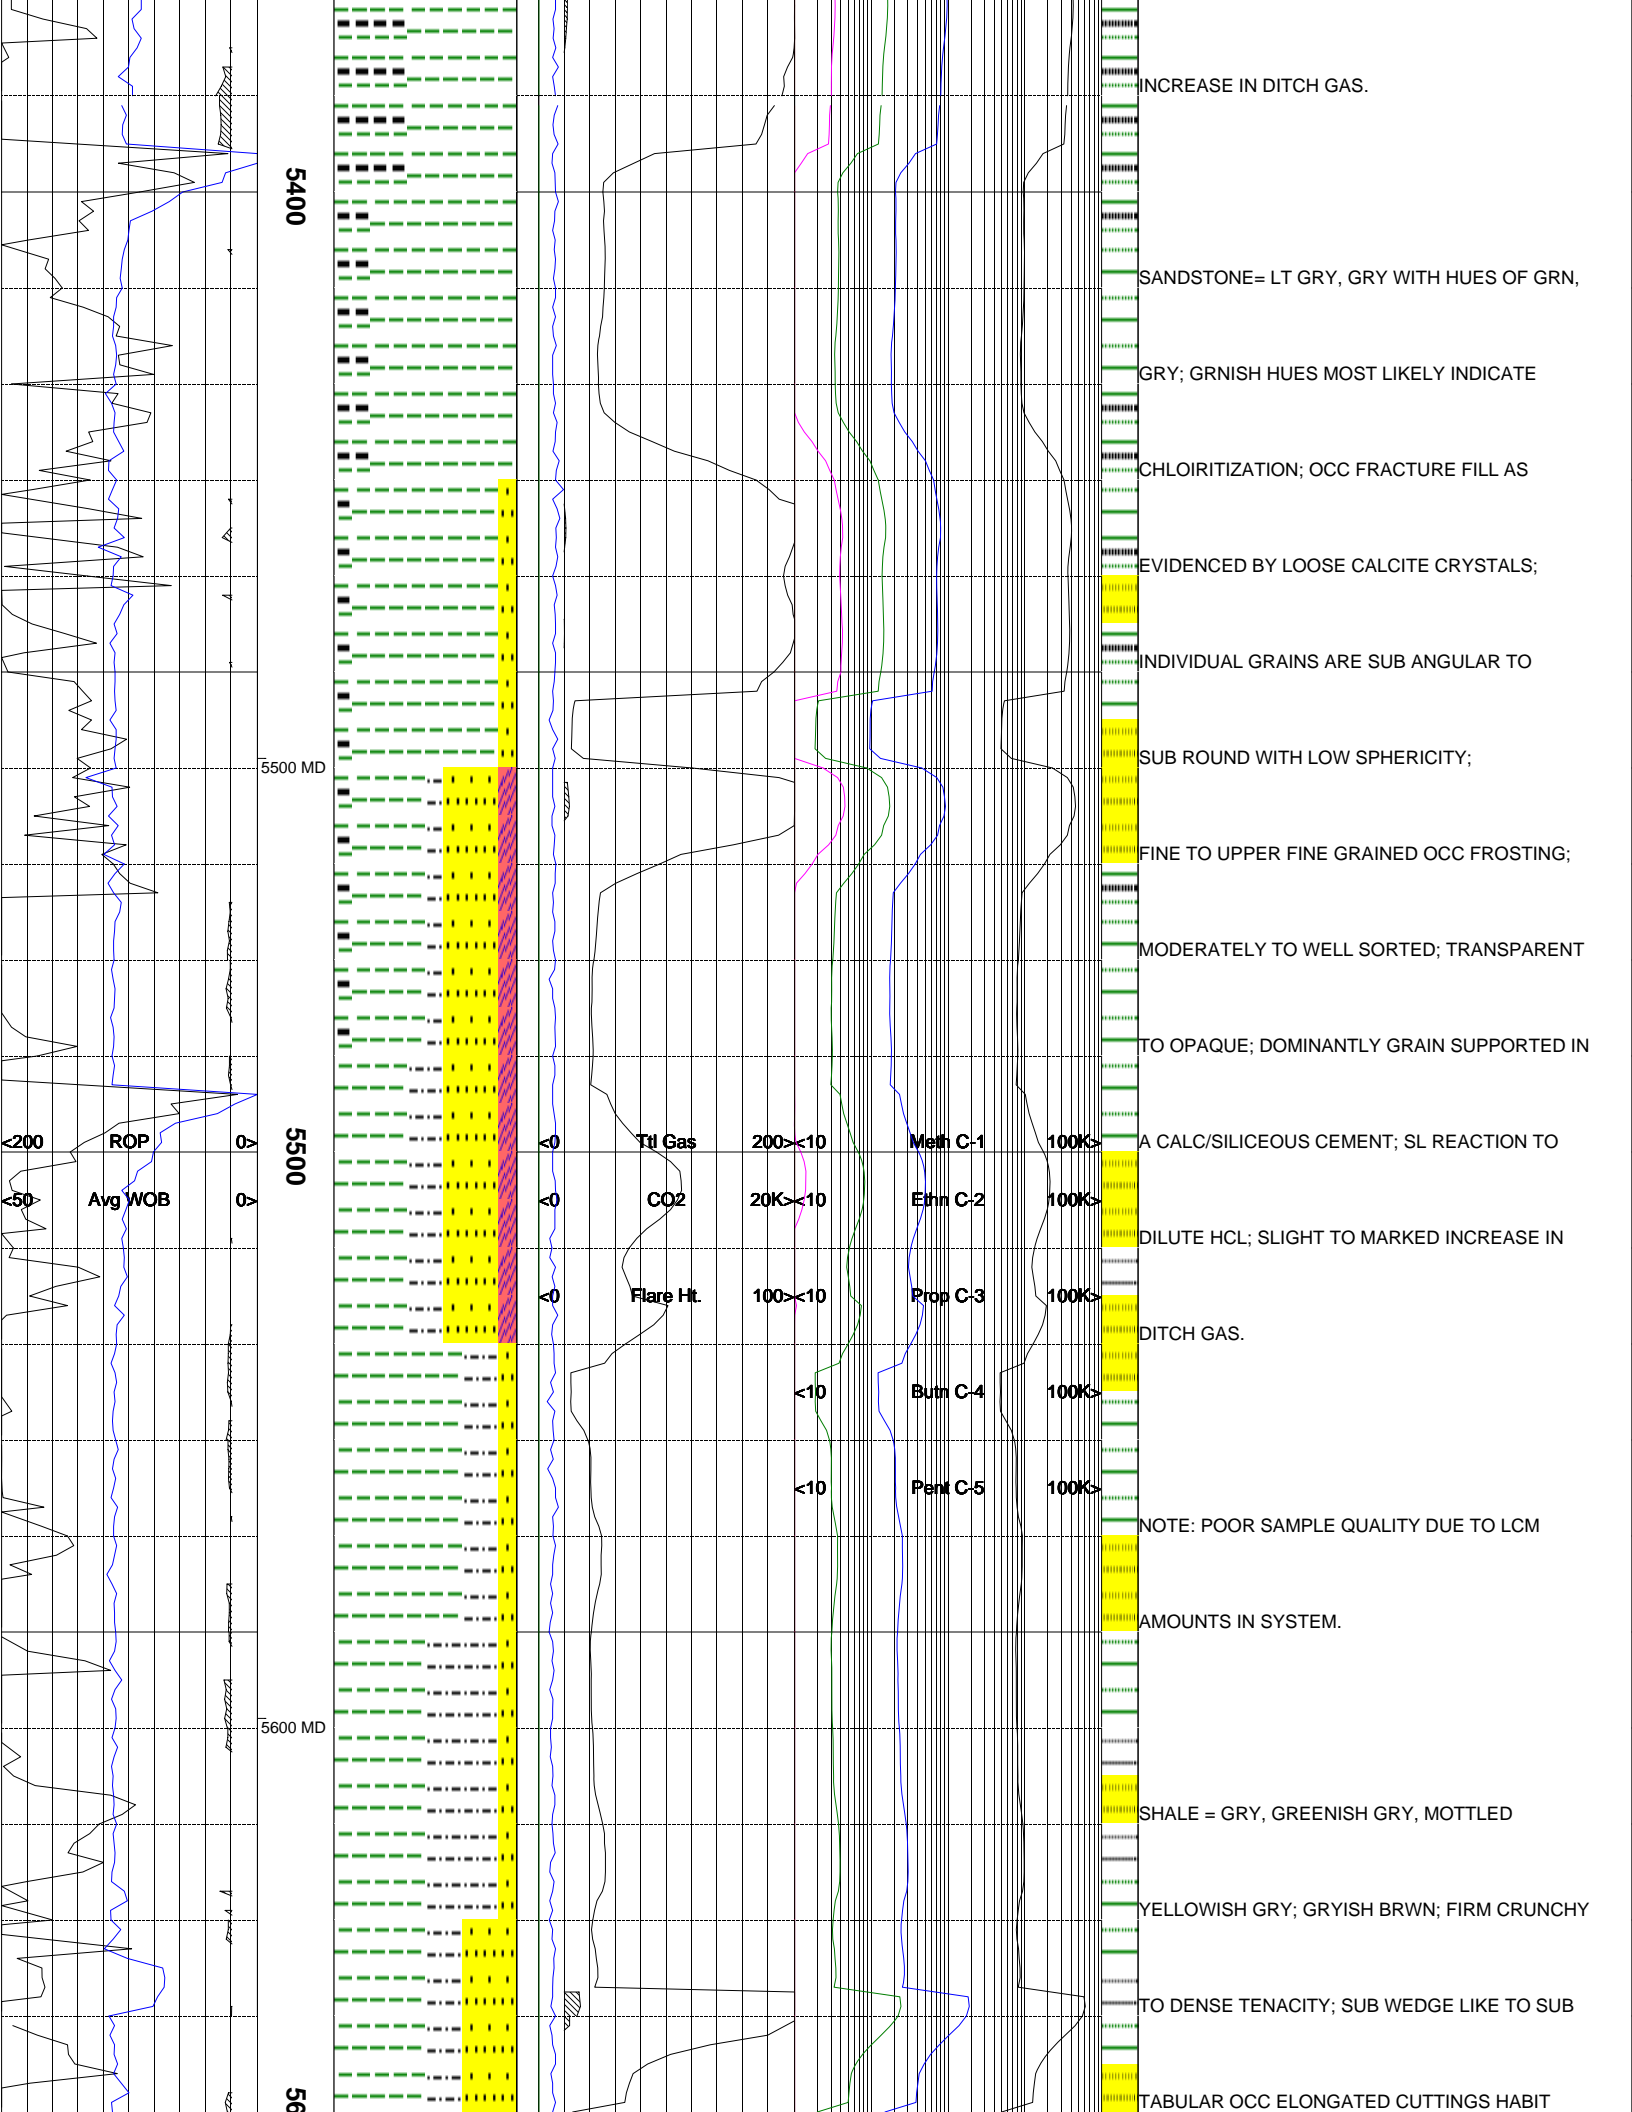 INCREASE IN DITCH GAS.
5400
SANDSTONE= LT GRY, GRY WITH HUES OF GRN,
GRY; GRNISH HUES MOST LIKELY INDICATE
CHLOIRITIZATION; OCC FRACTURE FILL AS
EVIDENCED BY LOOSE CALCITE CRYSTALS;
INDIVIDUAL GRAINS ARE SUB ANGULAR TO
5500 MD
SUB ROUND WITH LOW SPHERICITY;
FINE TO UPPER FINE GRAINED OCC FROSTING;
MODERATELY TO WELL SORTED; TRANSPARENT
TO OPAQUE; DOMINANTLY GRAIN SUPPORTED IN
<200 ROP 0> 5500 <0 Ttl Gas 200> <10 Meth C-1 100K> A CALC/SILICEOUS CEMENT; SL REACTION TO
<50 Avg WOB 0> <0 CO2 20K> <10 Ethn C-2 100K>
DILUTE HCL; SLIGHT TO MARKED INCREASE IN
<0 Flare Ht. 100> <10 Prop C-3 100K>
DITCH GAS.
<10 Butn C-4 100K>
<10 Pent C-5 100K>
NOTE: POOR SAMPLE QUALITY DUE TO LCM
AMOUNTS IN SYSTEM.
5600 MD
SHALE = GRY, GREENISH GRY, MOTTLED
YELLOWISH GRY; GRYISH BRWN; FIRM CRUNCHY
TO DENSE TENACITY; SUB WEDGE LIKE TO SUB
56
TABULAR OCC ELONGATED CUTTINGS HABIT